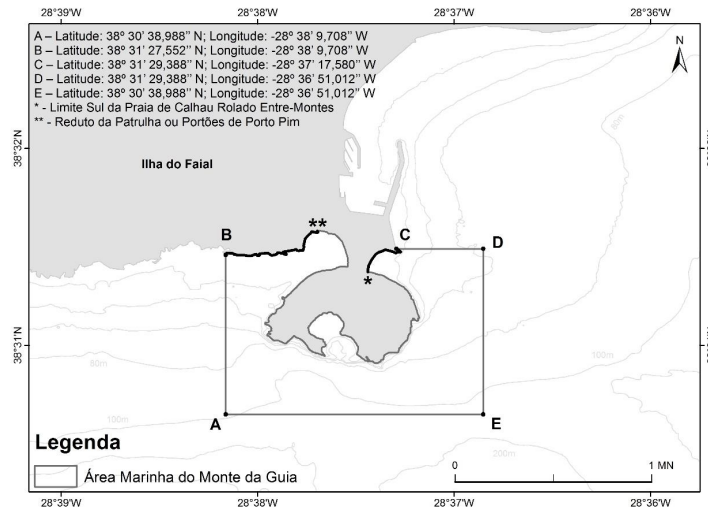 28°39'W
28°38'W
28°37'W
28°36'W
A – Latitude: 38º 30’ 38,988’’ N; Longitude: -28º 38’ 9,708’’ W
B – Latitude: 38º 31’ 27,552’’ N; Longitude: -28º 38’ 9,708’’ W
C – Latitude: 38º 31’ 29,388’’ N; Longitude: -28º 37’ 17,580’’ W
D – Latitude: 38º 31’ 29,388’’ N; Longitude: -28º 36’ 51,012’’ W
E – Latitude: 38º 30’ 38,988’’ N; Longitude: -28º 36’ 51,012’’ W
* - Limite Sul da Praia de Calhau Rolado Entre-Montes
** - Reduto da Patrulha ou Portões de Porto Pim
N
80m
38°32'N
Ilha do Faial
**
B
C
D
*
38°31'N
80m
100m
100m
A
E
200m
Legenda
Área Marinha do Monte da Guia
0
1 MN
28°39'W
28°38'W
28°37'W
28°36'W